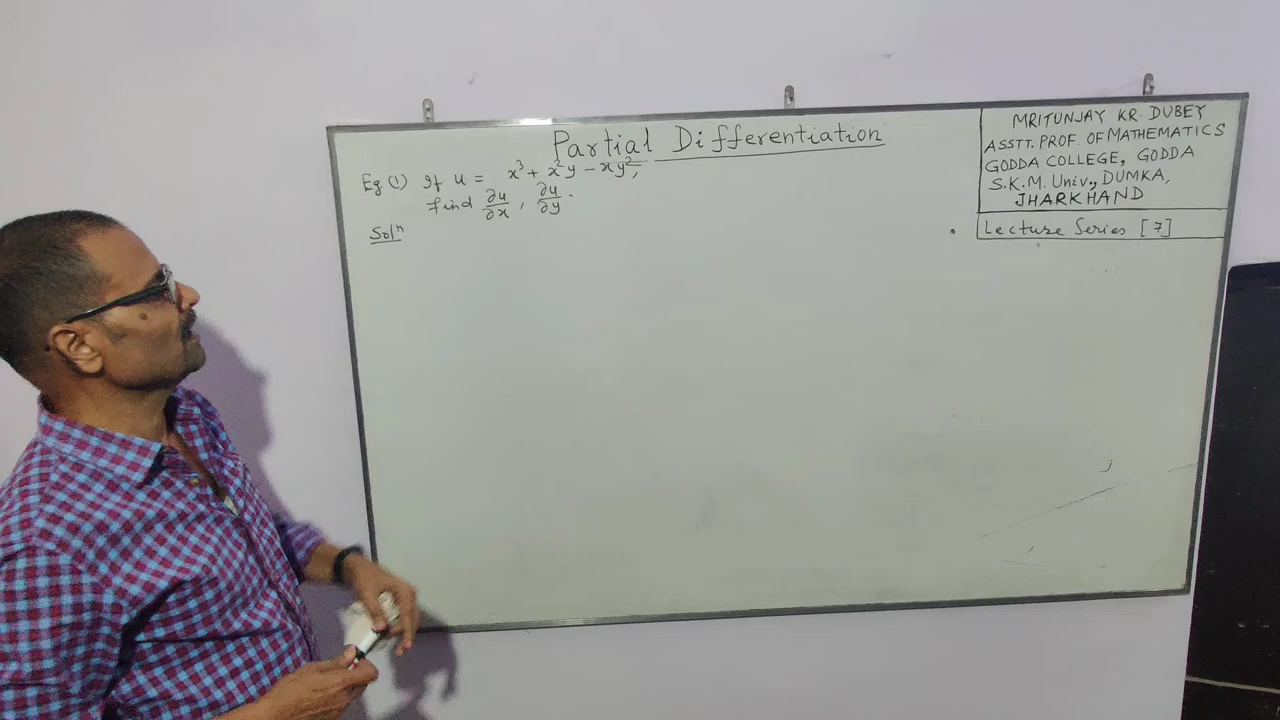 Partial Differentiation
Eg ① If u = x³ + x²y − xy²,
find ∂u/∂x, ∂u/∂y.
Solⁿ
MRITUNJAY KR. DUBEY
ASSTT. PROF. OF MATHEMATICS
GODDA COLLEGE, GODDA
S.K.M. Univ., DUMKA,
JHARKHAND
Lecture Series [7]